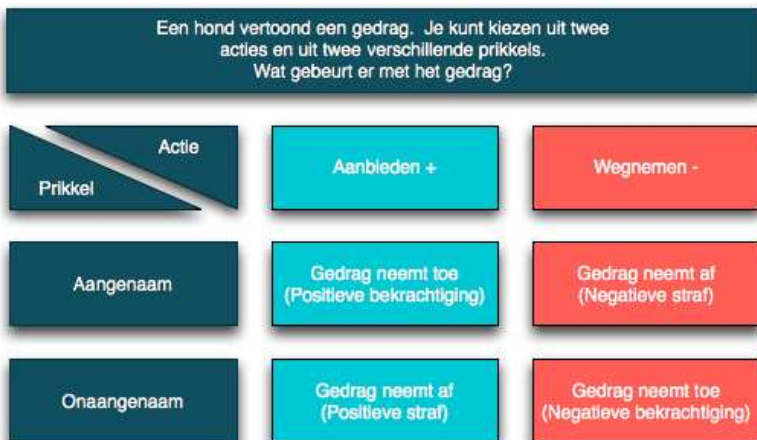 Een hond vertoond een gedrag. Je kunt kiezen uit twee
acties en uit twee verschillende prikkels.
Wat gebeurt er met het gedrag?
Actie
Prikkel
Aanbieden +
Wegnemen -
Aangenaam
Gedrag neemt toe
(Positieve bekrachtiging)
Gedrag neemt af
(Negatieve straf)
Onaangenaam
Gedrag neemt af
(Positieve straf)
Gedrag neemt toe
(Negatieve bekrachtiging)